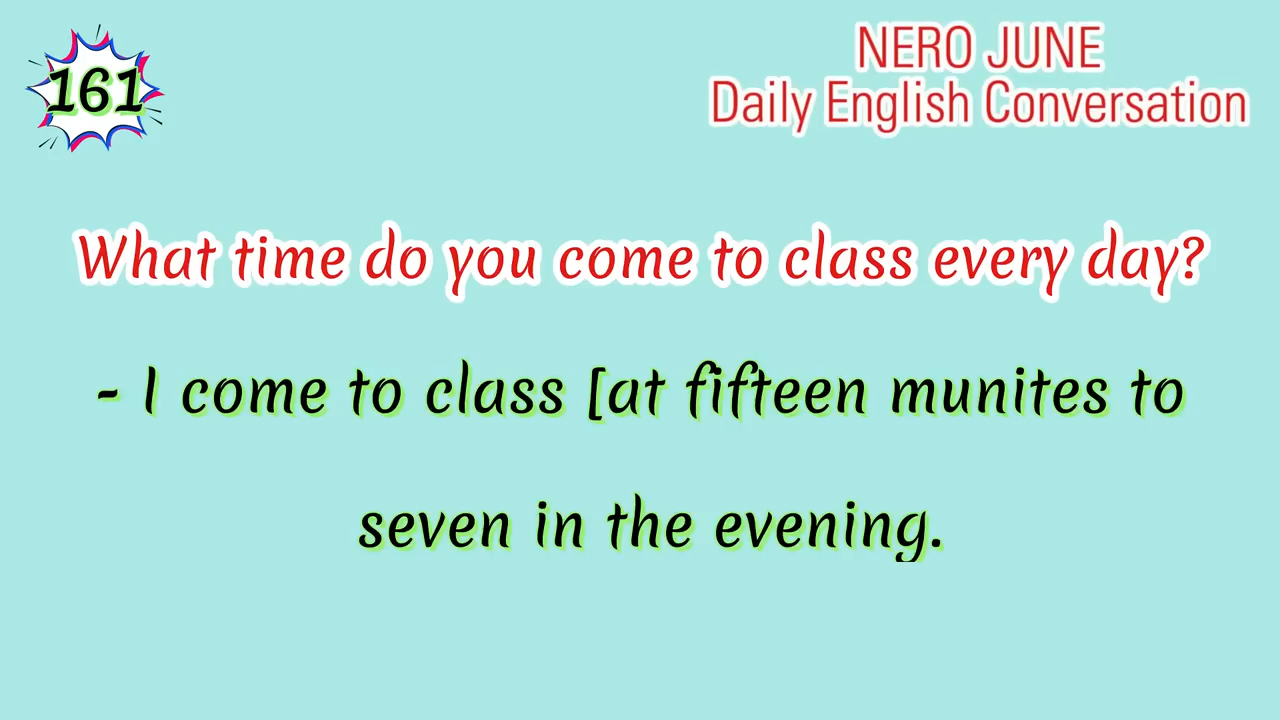 161
NERO JUNE
Daily English Conversation
What time do you come to class every day?
- I come to class [at fifteen munites to
seven in the evening.